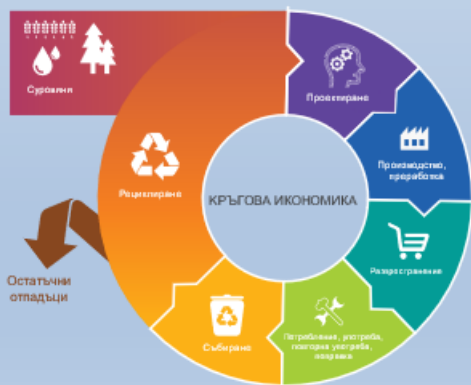 Суровини
Проектиране
Производство,
преработка
Разпространение
Потребление, употреба,
повторна употреба,
поправка
Събиране
Рециклиране
Остатъчни
отпадъци
КРЪГОВА ИКОНОМИКА